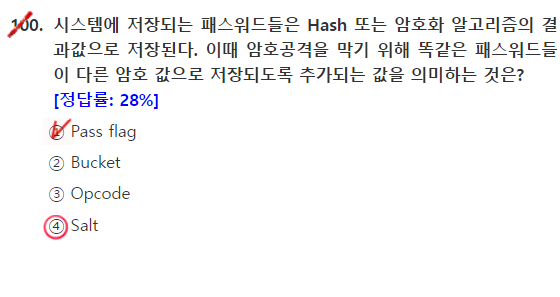 100. 시스템에 저장되는 패스워드들은 Hash 또는 암호화 알고리즘의 결
과값으로 저장된다. 이때 암호공격을 막기 위해 똑같은 패스워드들
이 다른 암호 값으로 저장되도록 추가되는 값을 의미하는 것은?
[정답률: 28%]
① Pass flag
② Bucket
③ Opcode
④ Salt